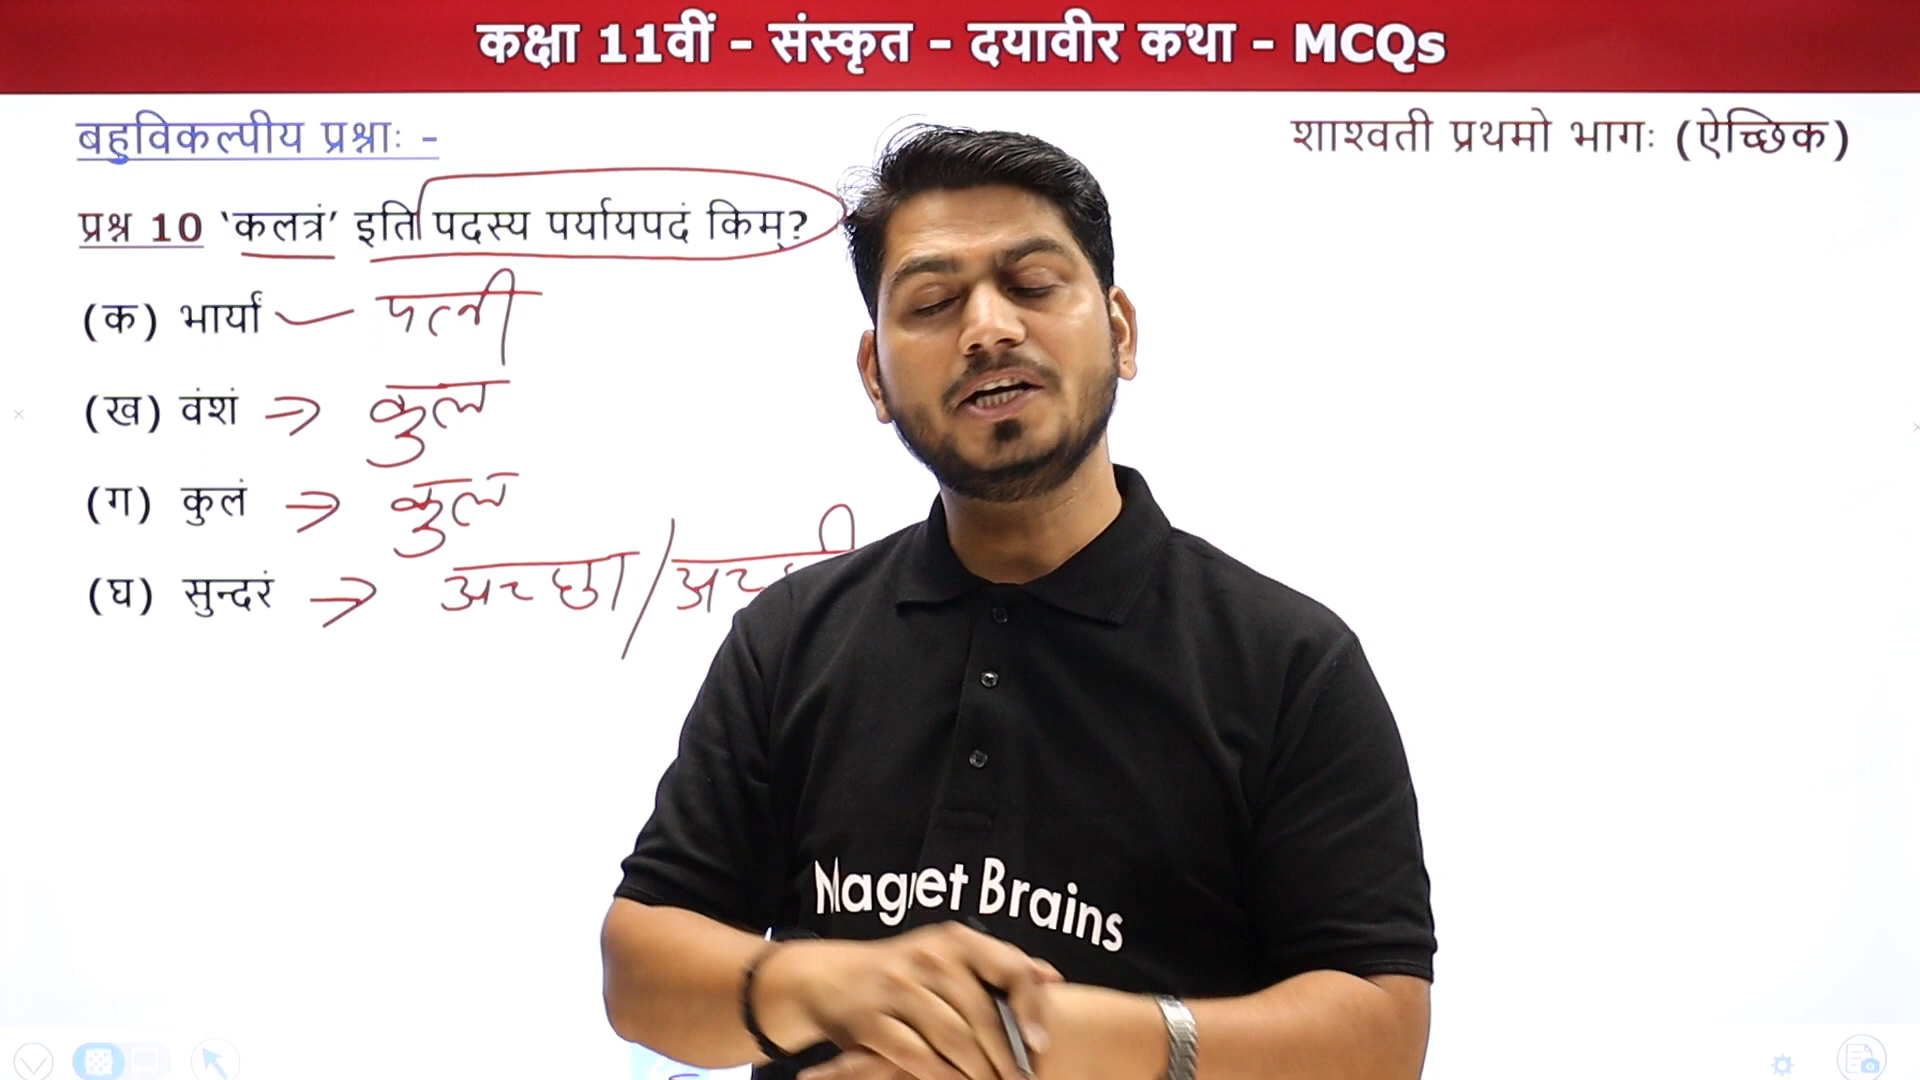 कक्षा 11वीं - संस्कृत - दयावीर कथा - MCQs
बहुविकल्पीय प्रश्नाः -
शाश्वती प्रथमो भागः (ऐच्छिक)
प्रश्न 10 ‘कलत्रं’ इति पदस्य पर्यायपदं किम्?
(क) भार्यां पत्नी
(ख) वंशं कुल
(ग) कुलं कुल
(घ) सुन्दरं अच्छा/
Magnet Brains